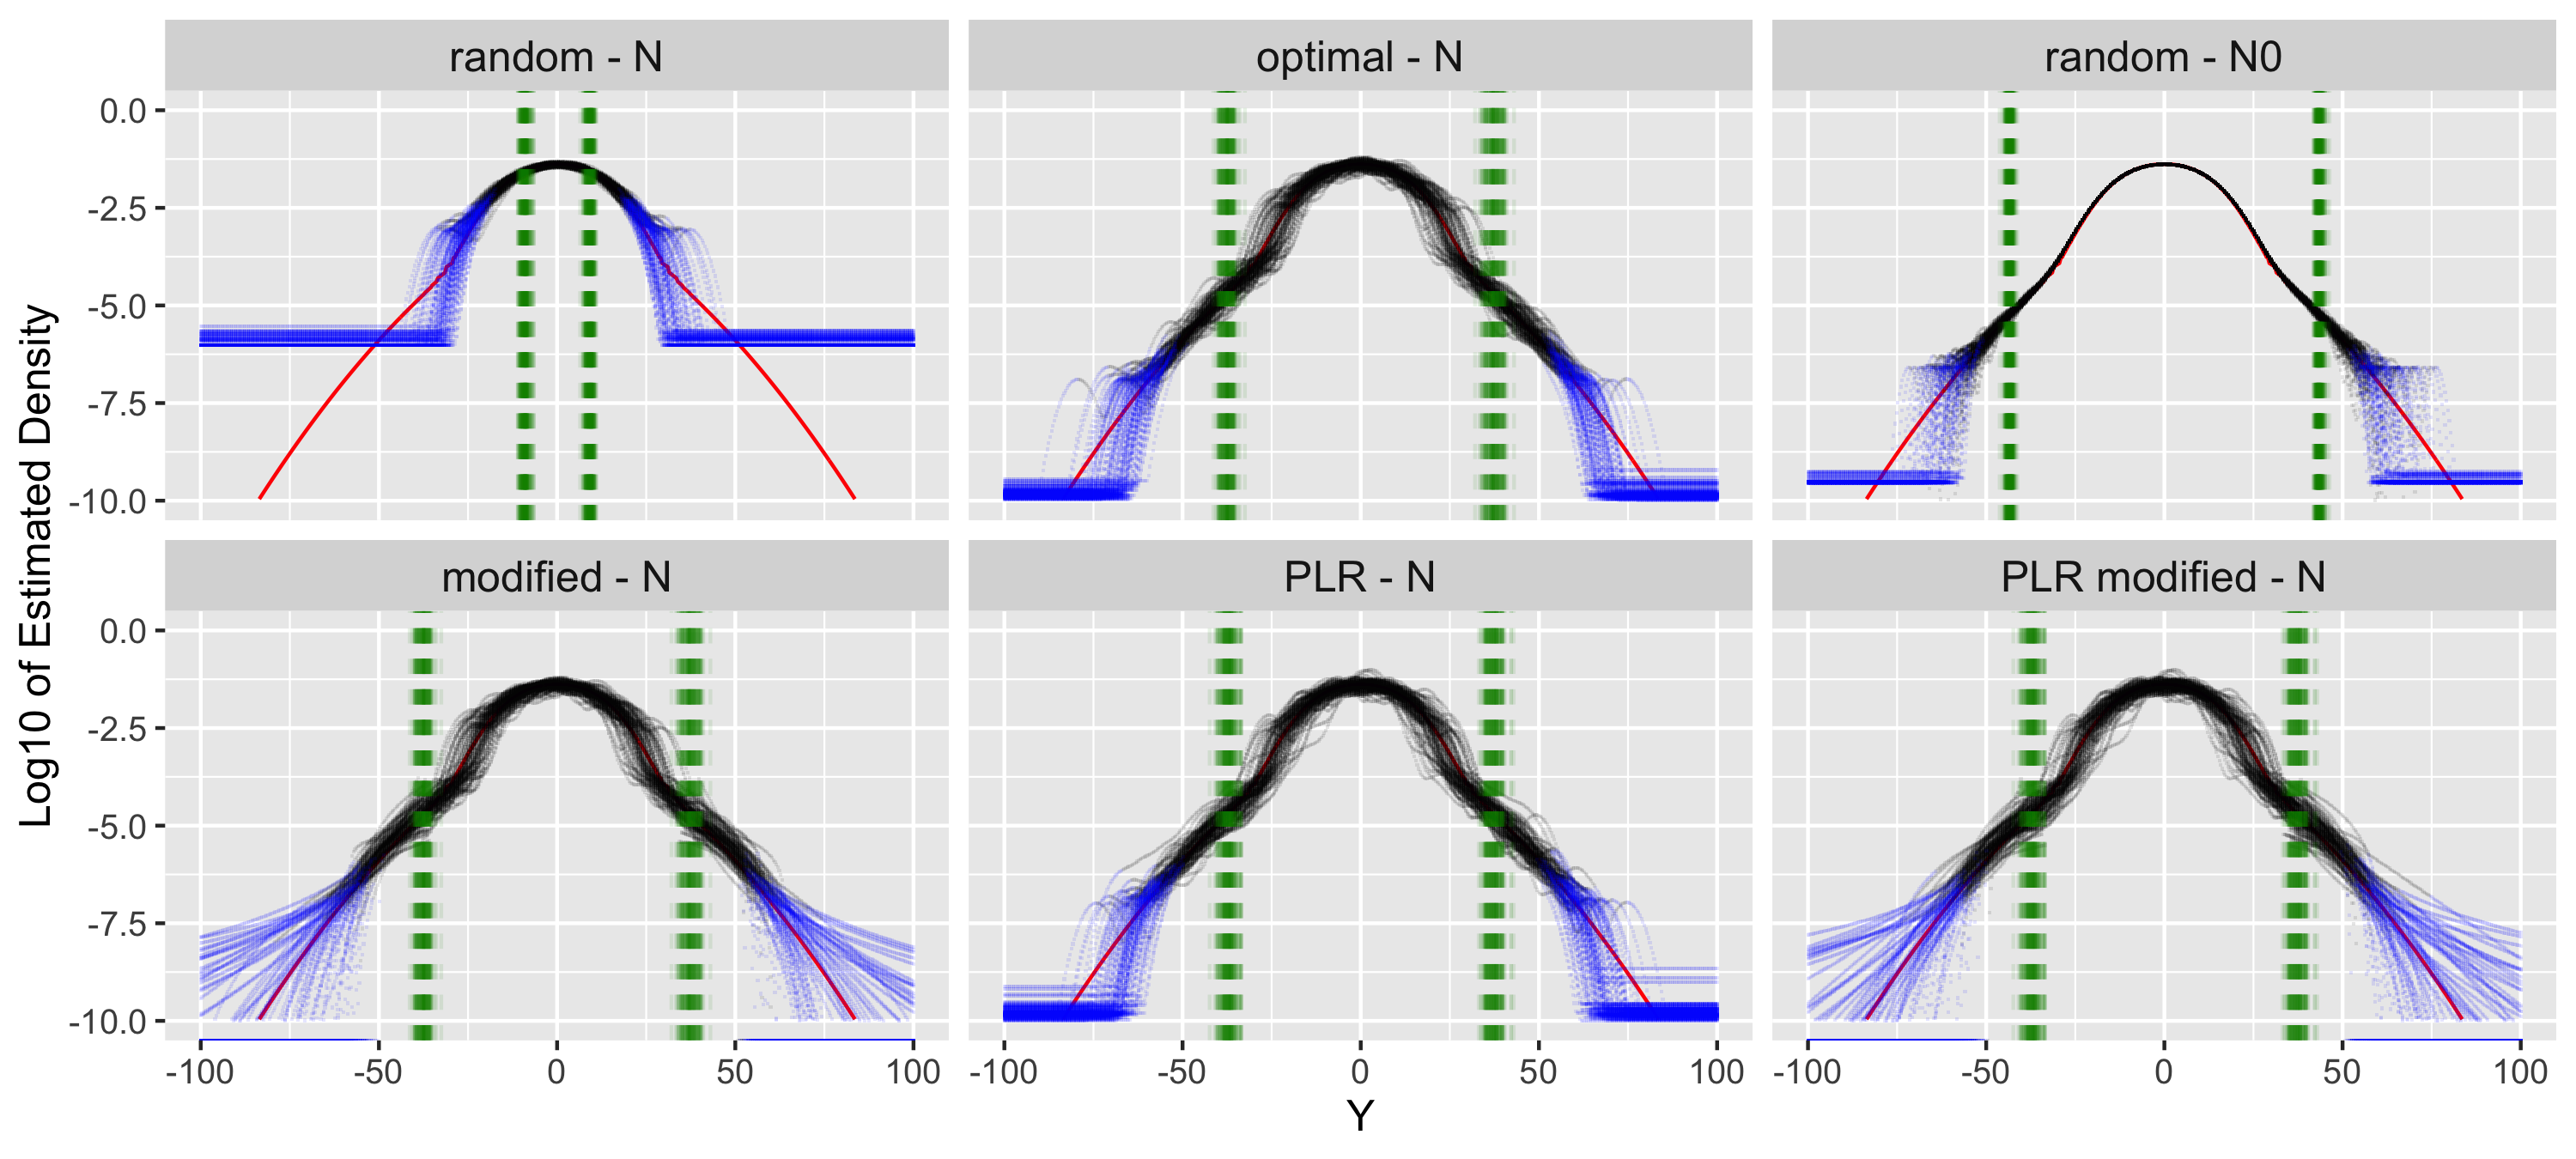 random - N
optimal - N
random - N0
0.0
-2.5
-5.0
-7.5
-10.0
modified - N
PLR - N
PLR modified - N
0.0
-2.5
-5.0
-7.5
-10.0
-100 -50 0 50 100
-100 -50 0 50 100
-100 -50 0 50 100
Y
Log10 of Estimated Density